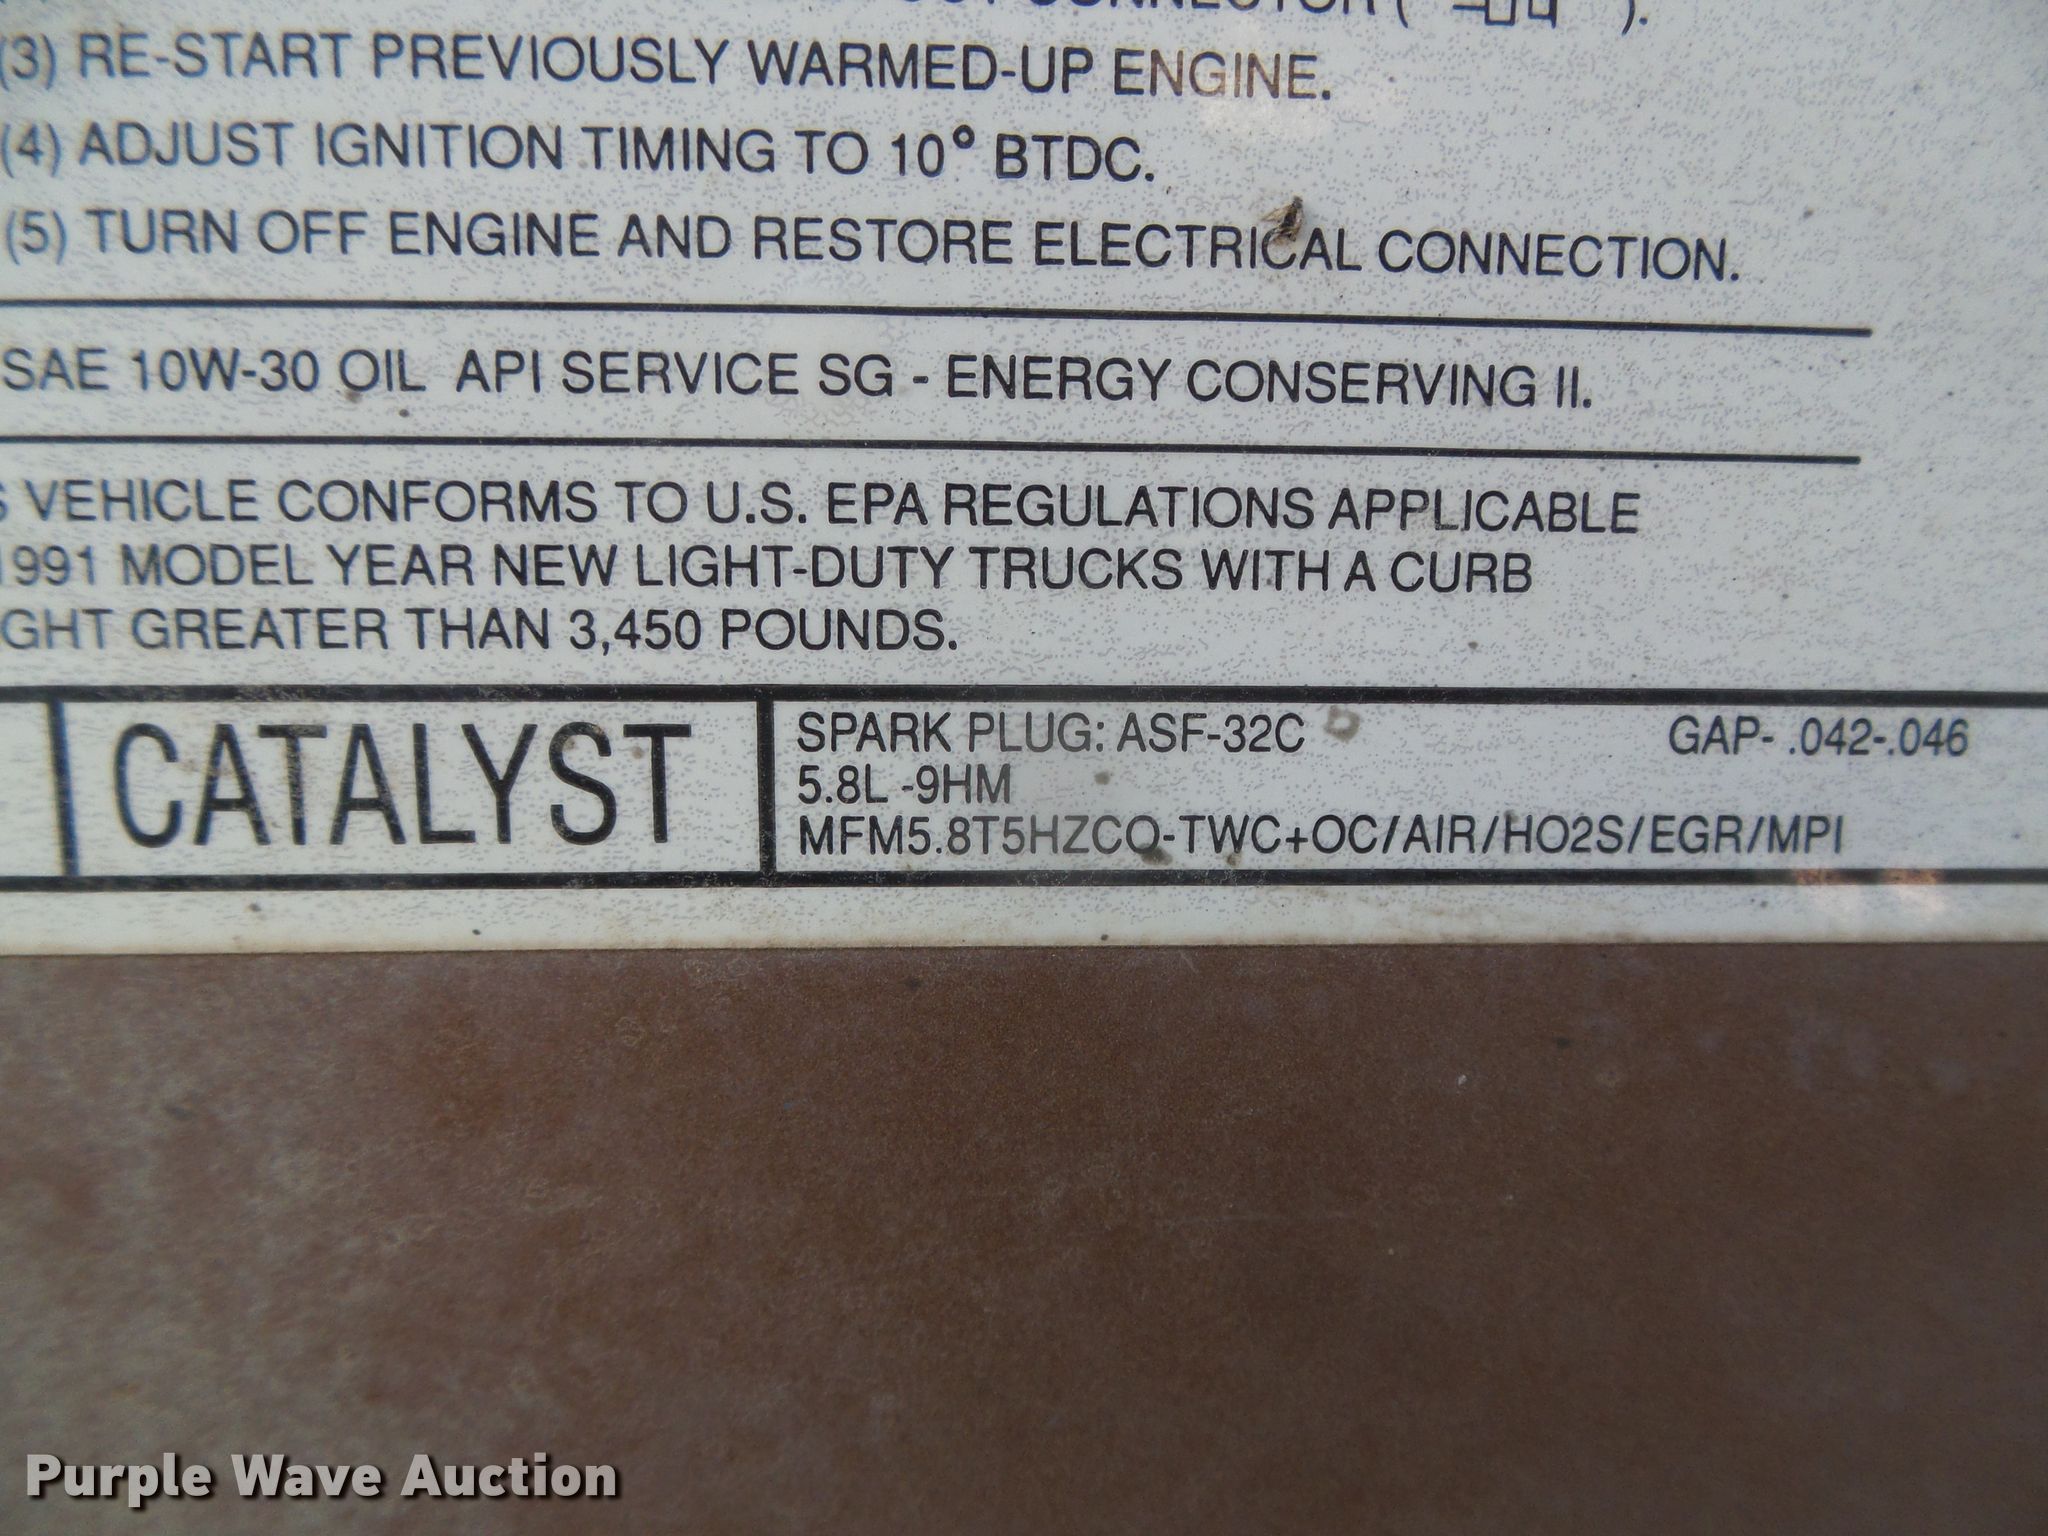 CONNECTOR ( ).
(3) RE-START PREVIOUSLY WARMED-UP ENGINE.
(4) ADJUST IGNITION TIMING TO 10° BTDC.
(5) TURN OFF ENGINE AND RESTORE ELECTRICAL CONNECTION.
SAE 10W-30 OIL API SERVICE SG - ENERGY CONSERVING II.
S VEHICLE CONFORMS TO U.S. EPA REGULATIONS APPLICABLE
1991 MODEL YEAR NEW LIGHT-DUTY TRUCKS WITH A CURB
GHT GREATER THAN 3,450 POUNDS.
CATALYST
SPARK PLUG: ASF-32C GAP- .042-.046
5.8L -9HM
MFM5.8T5HZCO-TWC+OC/AIR/HO2S/EGR/MPI
Purple Wave Auction